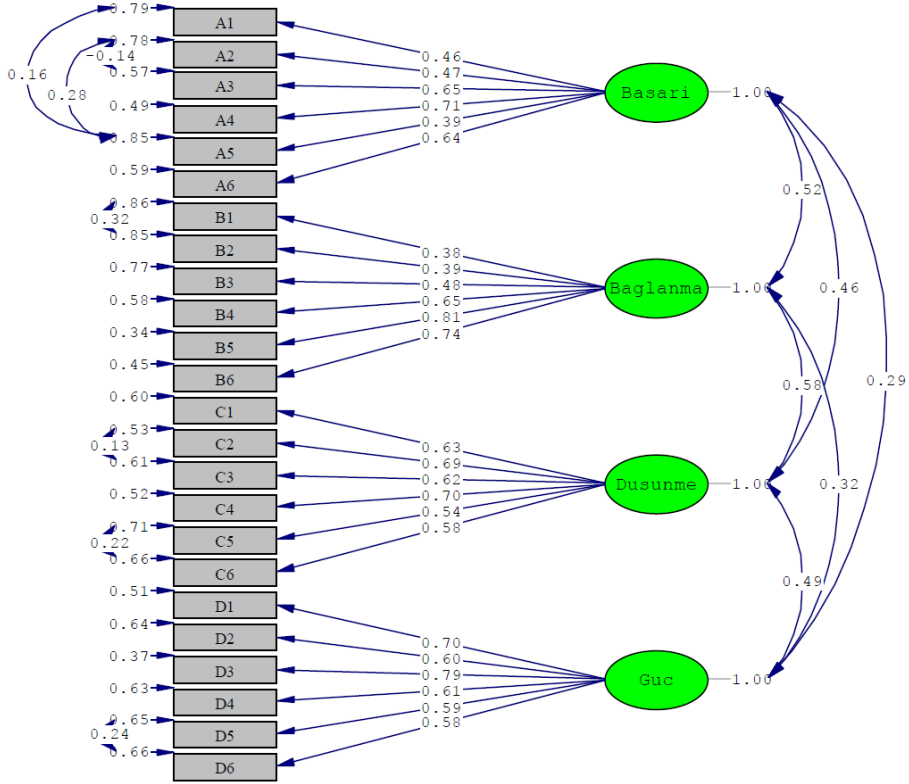 0.79 A1
0.78 A2
-0.14
0.57 A3
0.16
0.28
0.49 A4
0.85 A5
0.59 A6
0.86 B1
0.32
0.85 B2
0.77 B3
0.58 B4
0.34 B5
0.45 B6
0.60 C1
0.53 C2
0.13
0.61 C3
0.52 C4
0.71 C5
0.22
0.66 C6
0.51 D1
0.64 D2
0.37 D3
0.63 D4
0.65 D5
0.24
0.66 D6
0.46
0.47
0.65
0.71
0.39
0.64
0.38
0.39
0.48
0.65
0.81
0.74
0.63
0.69
0.62
0.70
0.54
0.58
0.70
0.60
0.79
0.61
0.59
0.58
Basari 1.00
Baglanma 1.00
Dusunme 1.00
Guc 1.00
0.52
0.46
0.58
0.29
0.32
0.49